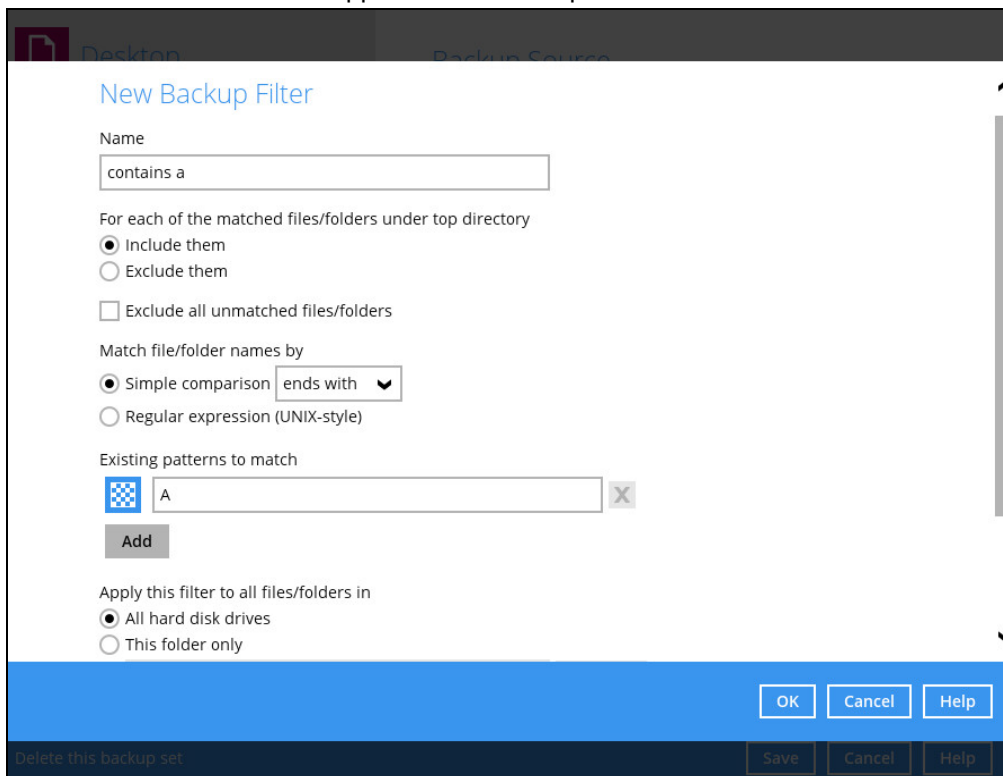 Desktop
Backup Source
New Backup Filter
Name
contains a
For each of the matched files/folders under top directory
Include them
Exclude them
Exclude all unmatched files/folders
Match file/folder names by
Simple comparison ends with
Regular expression (UNIX-style)
Existing patterns to match
A X
Add
Apply this filter to all files/folders in
All hard disk drives
This folder only
OK Cancel Help
Delete this backup set Save Cancel Help